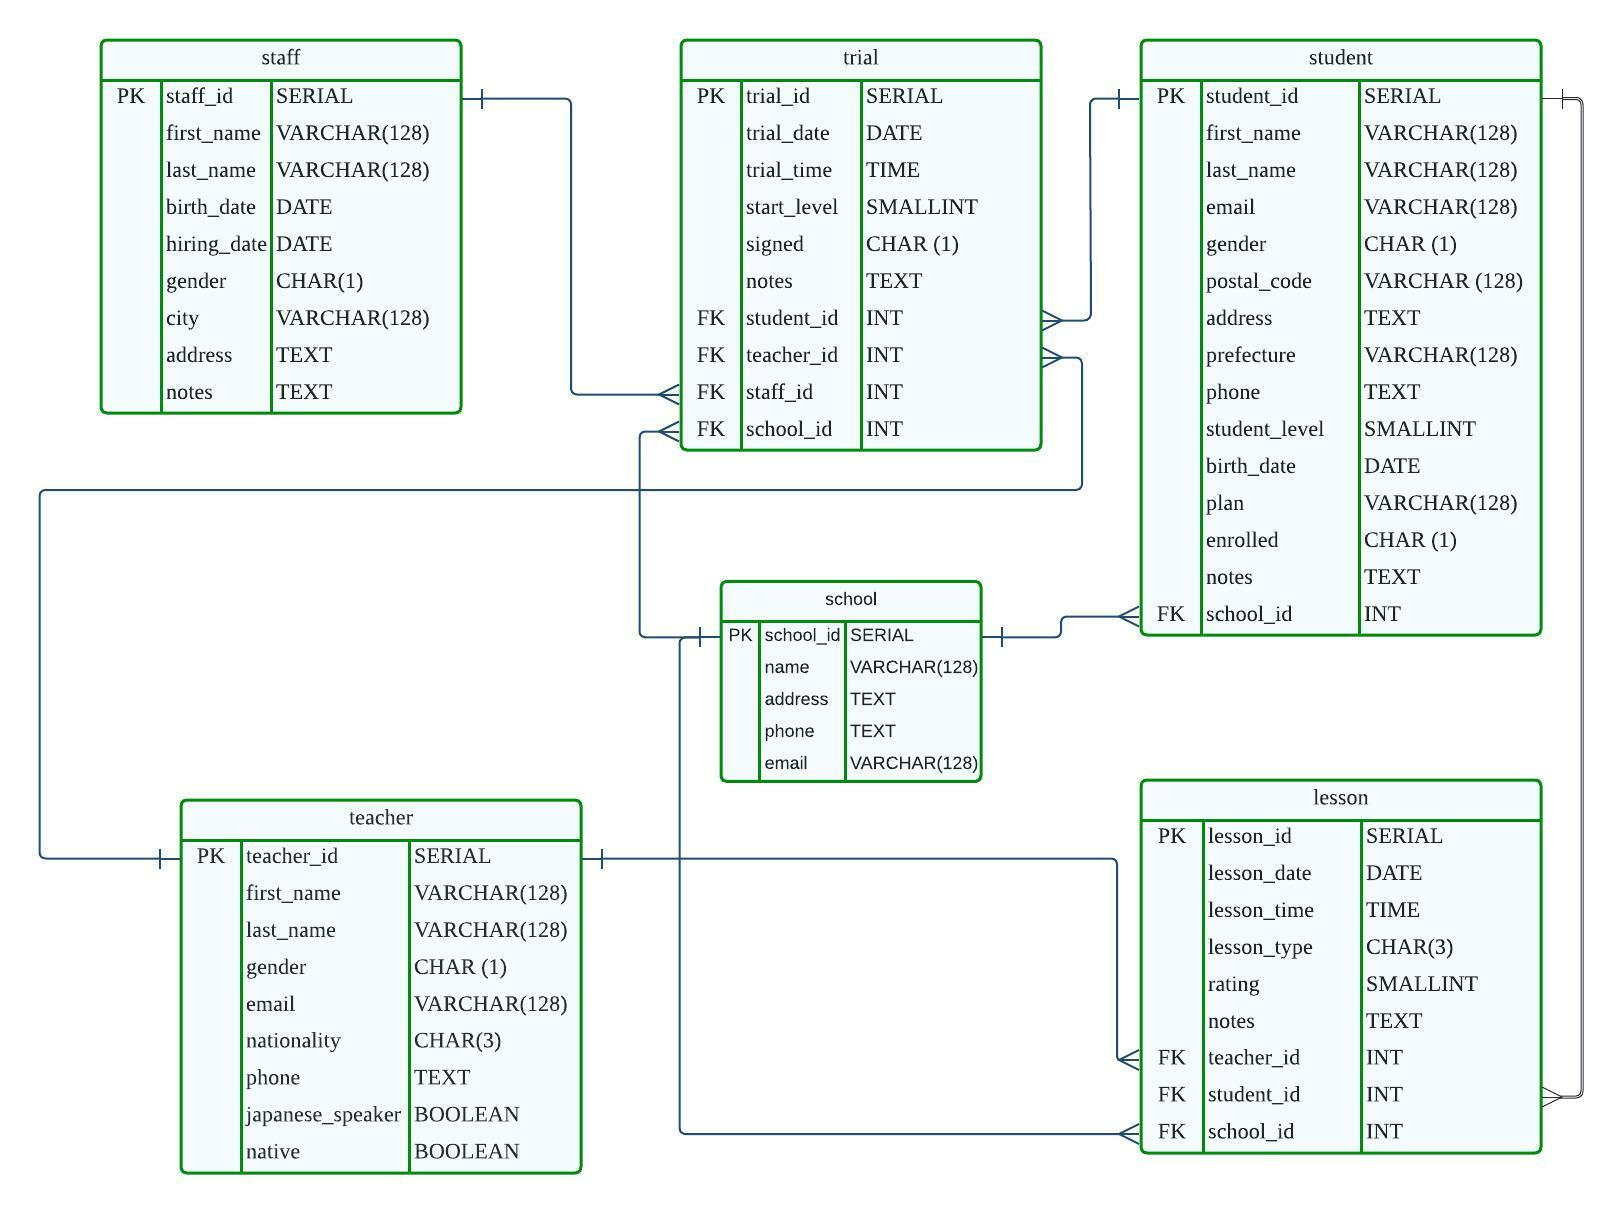 staff
PK staff_id SERIAL
first_name VARCHAR(128)
last_name VARCHAR(128)
birth_date DATE
hiring_date DATE
gender CHAR(1)
city VARCHAR(128)
address TEXT
notes TEXT
trial
PK trial_id SERIAL
trial_date DATE
trial_time TIME
start_level SMALLINT
signed CHAR (1)
notes TEXT
FK student_id INT
FK teacher_id INT
FK staff_id INT
FK school_id INT
student
PK student_id SERIAL
first_name VARCHAR(128)
last_name VARCHAR(128)
email VARCHAR(128)
gender CHAR (1)
postal_code VARCHAR (128)
address TEXT
prefecture VARCHAR(128)
phone TEXT
student_level SMALLINT
birth_date DATE
plan VARCHAR(128)
enrolled CHAR (1)
notes TEXT
FK school_id INT
school
PK school_id SERIAL
name VARCHAR(128)
address TEXT
phone TEXT
email VARCHAR(128)
teacher
PK teacher_id SERIAL
first_name VARCHAR(128)
last_name VARCHAR(128)
gender CHAR (1)
email VARCHAR(128)
nationality CHAR(3)
phone TEXT
japanese_speaker BOOLEAN
native BOOLEAN
lesson
PK lesson_id SERIAL
lesson_date DATE
lesson_time TIME
lesson_type CHAR(3)
rating SMALLINT
notes TEXT
FK teacher_id INT
FK student_id INT
FK school_id INT